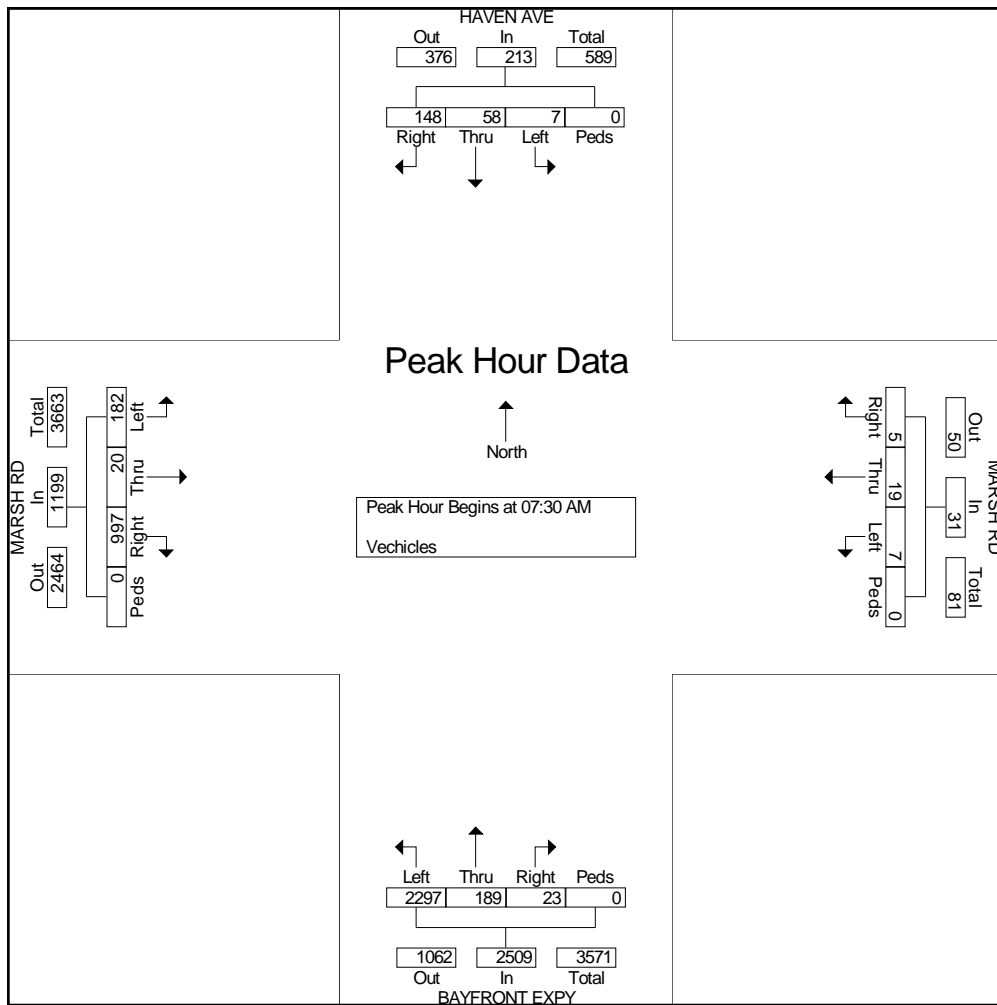 HAVEN AVE
Out In Total
376 213 589
148 58 7 0
Right Thru Left Peds
Peak Hour Data
North
Peak Hour Begins at 07:30 AM
Vechicles
MARSH RD
Total In Out
3663 1199 2464
182 20 997 0
Left Thru Right Peds
Right Thru Left Peds
5 19 7 0
50 31 81
Out In Total
MARSH RD
Left Thru Right Peds
2297 189 23 0
1062 2509 3571
Out In Total
BAYFRONT EXPY